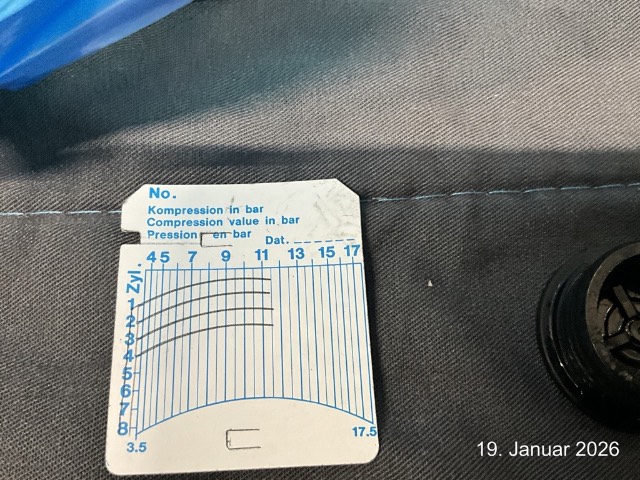 No.
Kompression in bar
Compression value in bar
Pression en bar Dat.
4 5 7 9 11 13 15 17
Zyl.
1
2
3
4
5
6
7
8
3.5 17.5
19. Januar 2026